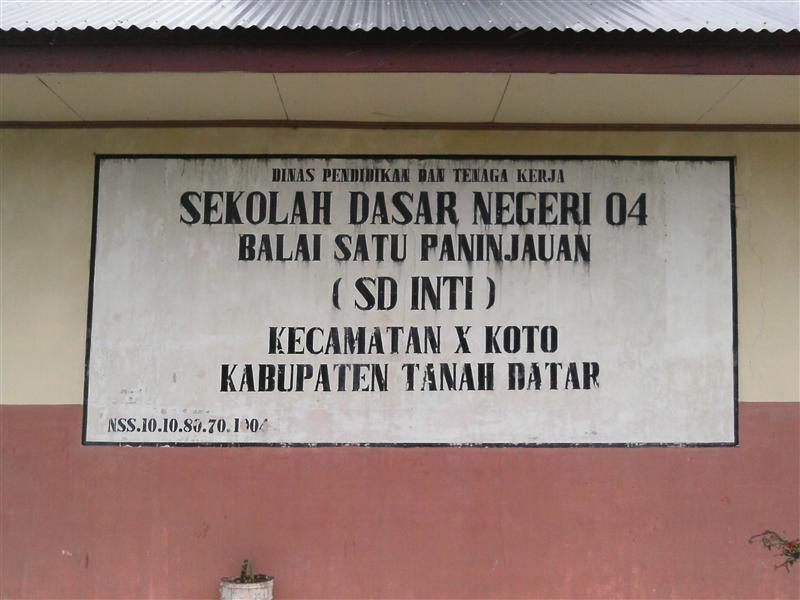 DINAS PENDIDIKAN DAN TENAGA KERJA
SEKOLAH DASAR NEGERI 04
BALAI SATU PANINJAUAN
( SD INTI )
KECAMATAN X KOTO
KABUPATEN TANAH DATAR